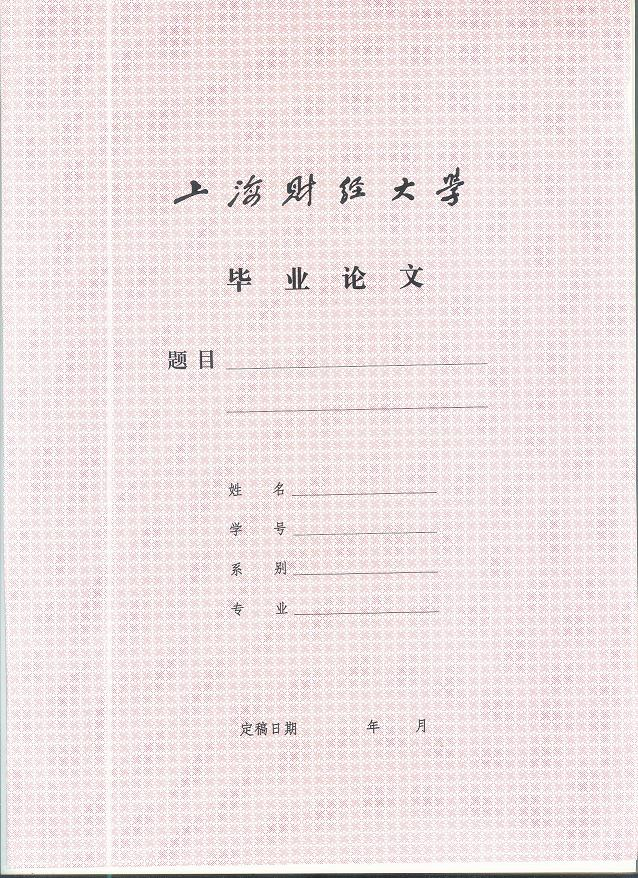 上海财经大學
毕业论文
题目
姓名
学号
系别
专业
定稿日期 年 月